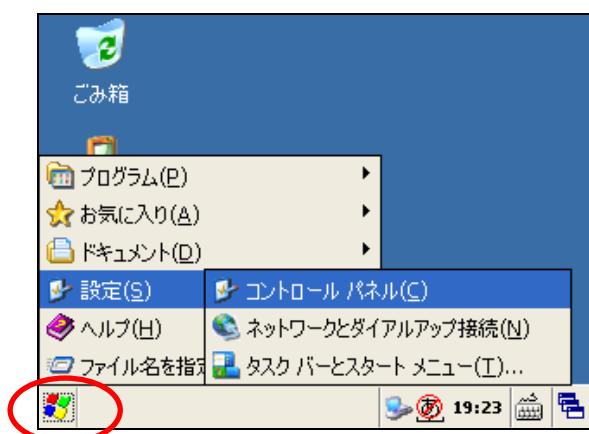 ごみ箱
プログラム(P)
お気に入り(A)
ドキュメント(D)
設定(S)
コントロール パネル(C)
ヘルプ(H)
ネットワークとダイアルアップ接続(N)
ファイル名を指定
タスク バーとスタート メニュー(T)...
あ
19:23